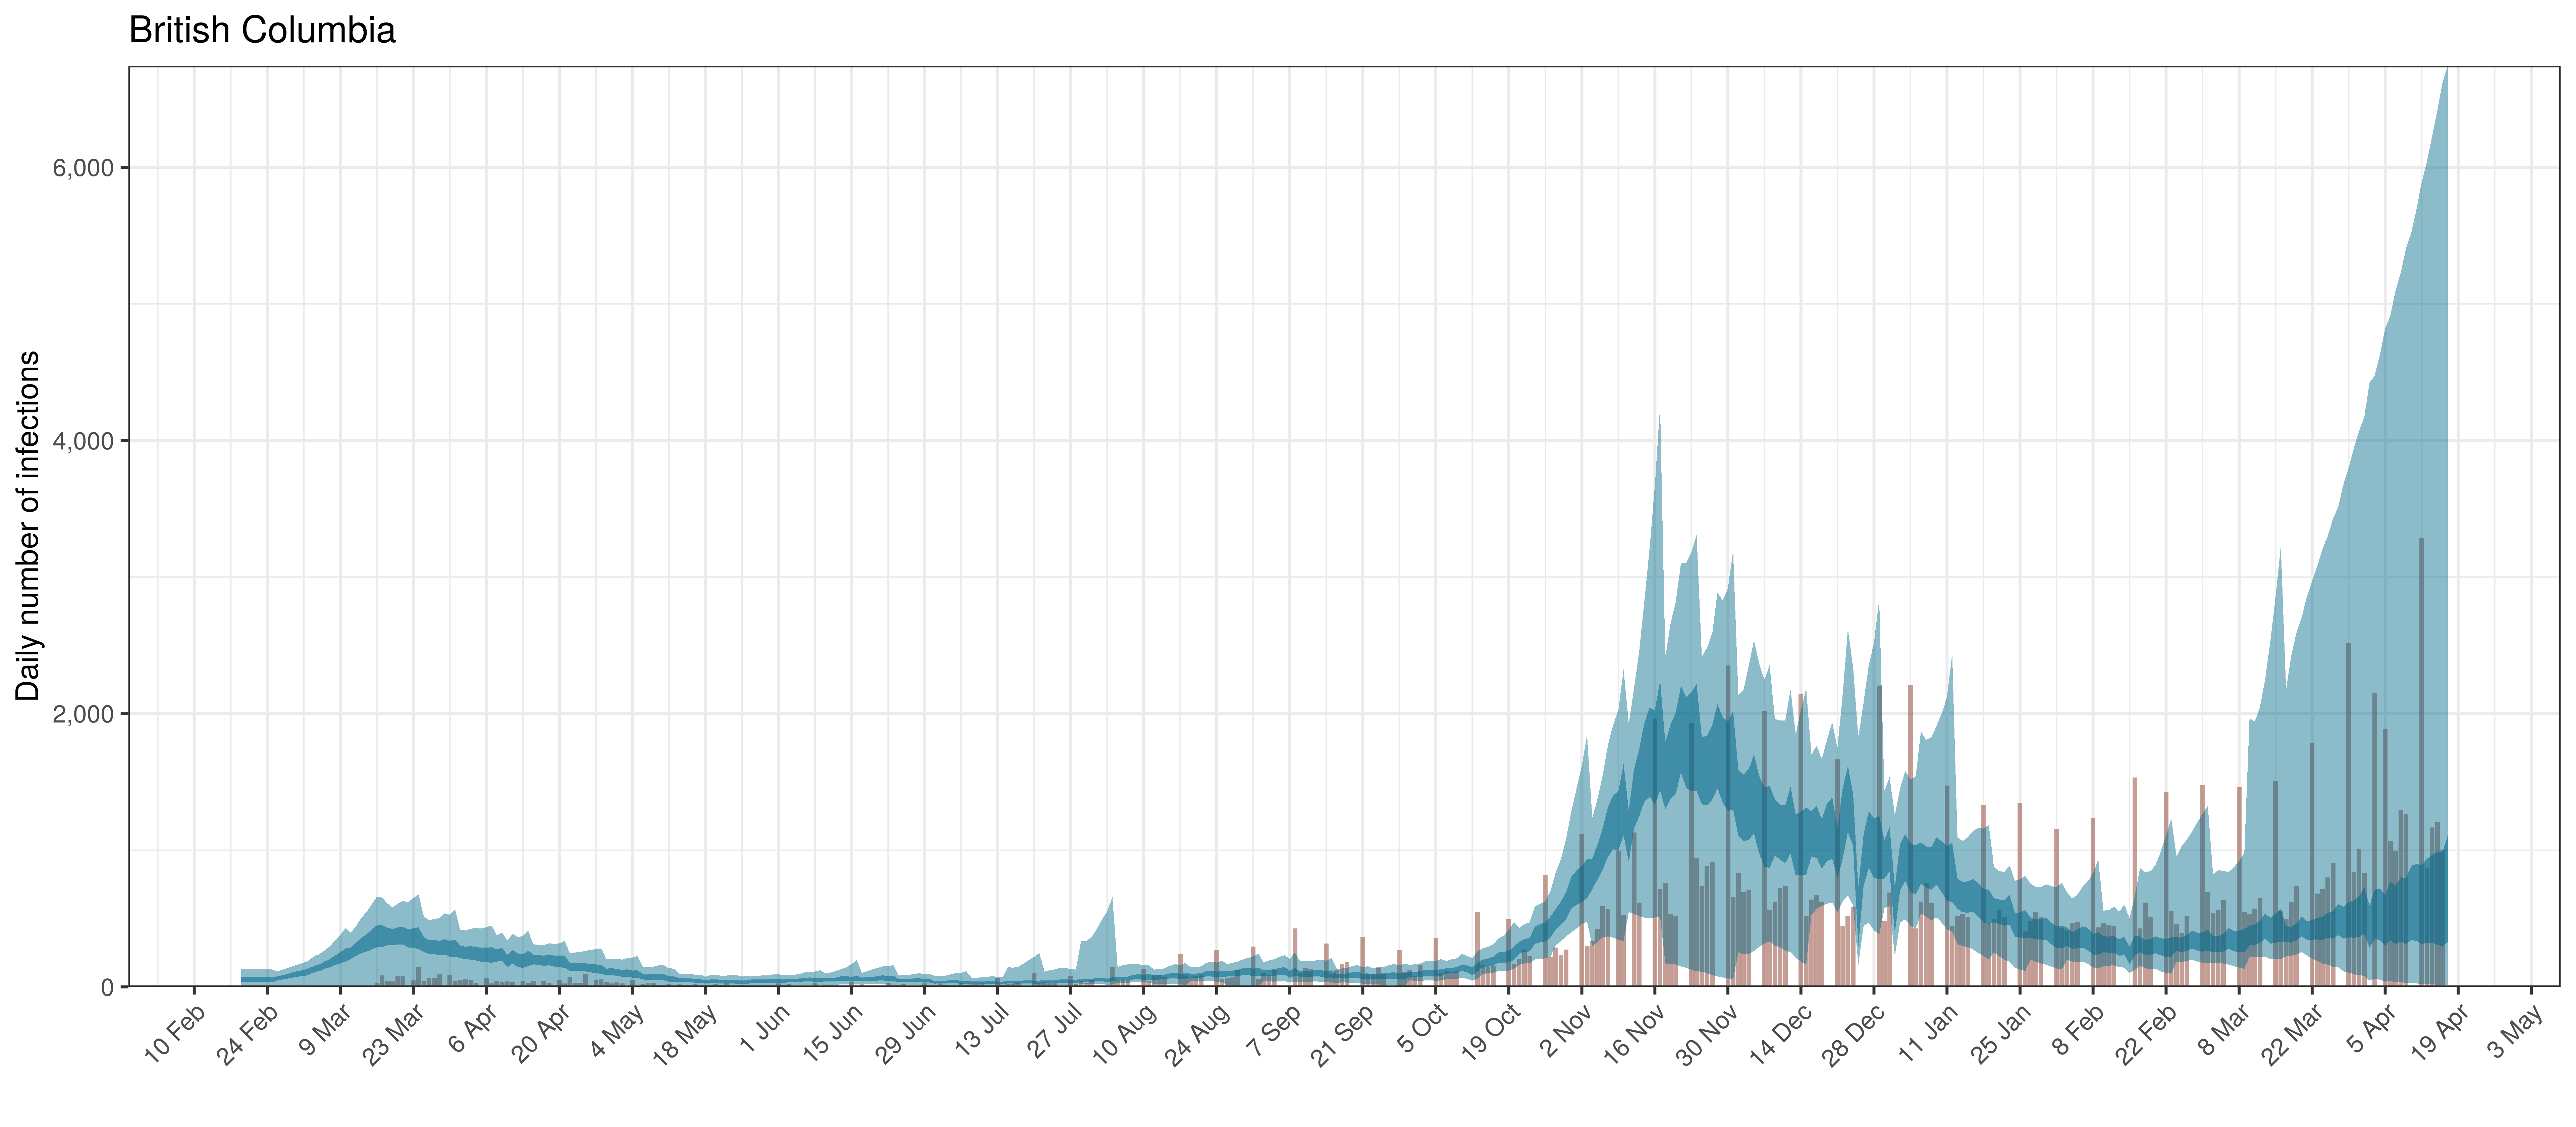 British Columbia
Daily number of infections
6,000
4,000
2,000
0
10 Feb
24 Feb
9 Mar
23 Mar
6 Apr
20 Apr
4 May
18 May
1 Jun
15 Jun
29 Jun
13 Jul
27 Jul
10 Aug
24 Aug
7 Sep
21 Sep
5 Oct
19 Oct
2 Nov
16 Nov
30 Nov
14 Dec
28 Dec
11 Jan
25 Jan
8 Feb
22 Feb
8 Mar
22 Mar
5 Apr
19 Apr
3 May